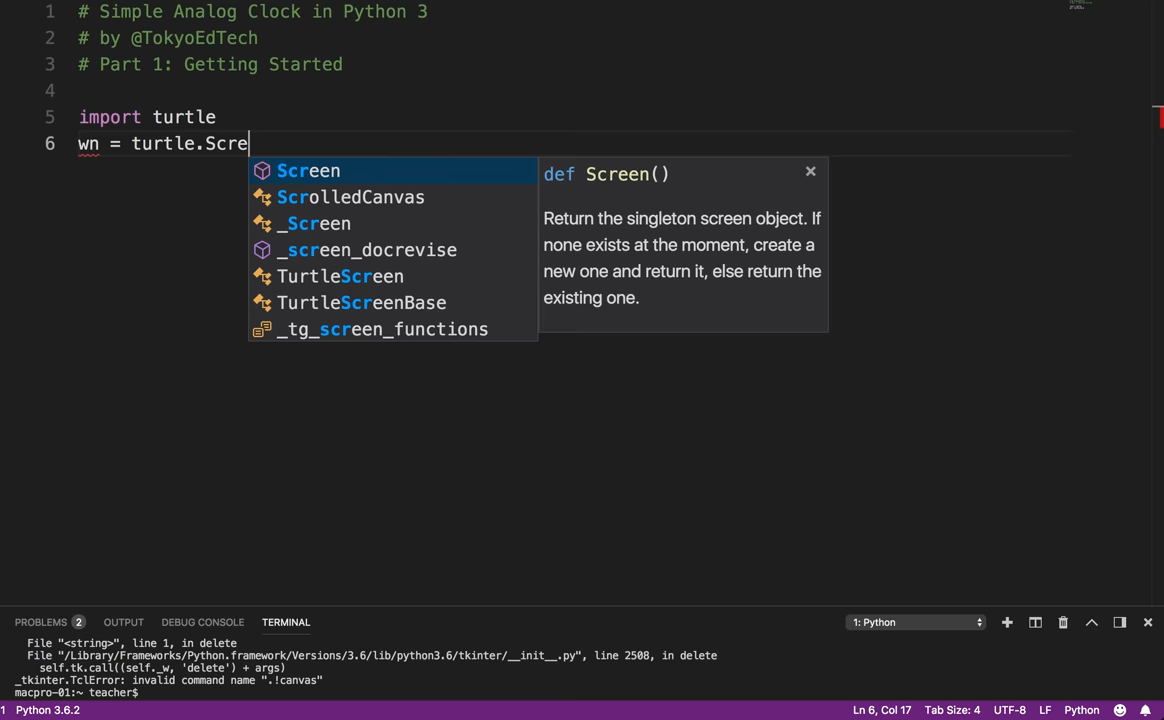 1 # Simple Analog Clock in Python 3
2 # by @TokyoEdTech
3 # Part 1: Getting Started
4
5 import turtle
6 wn = turtle.Scre
Screen
ScrolledCanvas
_Screen
_screen_docrevise
TurtleScreen
TurtleScreenBase
_tg_screen_functions
def Screen() ×
Return the singleton screen object. If
none exists at the moment, create a
new one and return it, else return the
existing one.
PROBLEMS 2 OUTPUT DEBUG CONSOLE TERMINAL 1: Python
File "<string>", line 1, in delete
File "/Library/Frameworks/Python.framework/Versions/3.6/lib/python3.6/tkinter/__init__.py", line 2508, in delete
self.tk.call((self._w, 'delete') + args)
_tkinter.TclError: invalid command name ".!canvas"
macpro-01:~ teacher$
1 Python 3.6.2 Ln 6, Col 17 Tab Size: 4 UTF-8 LF Python